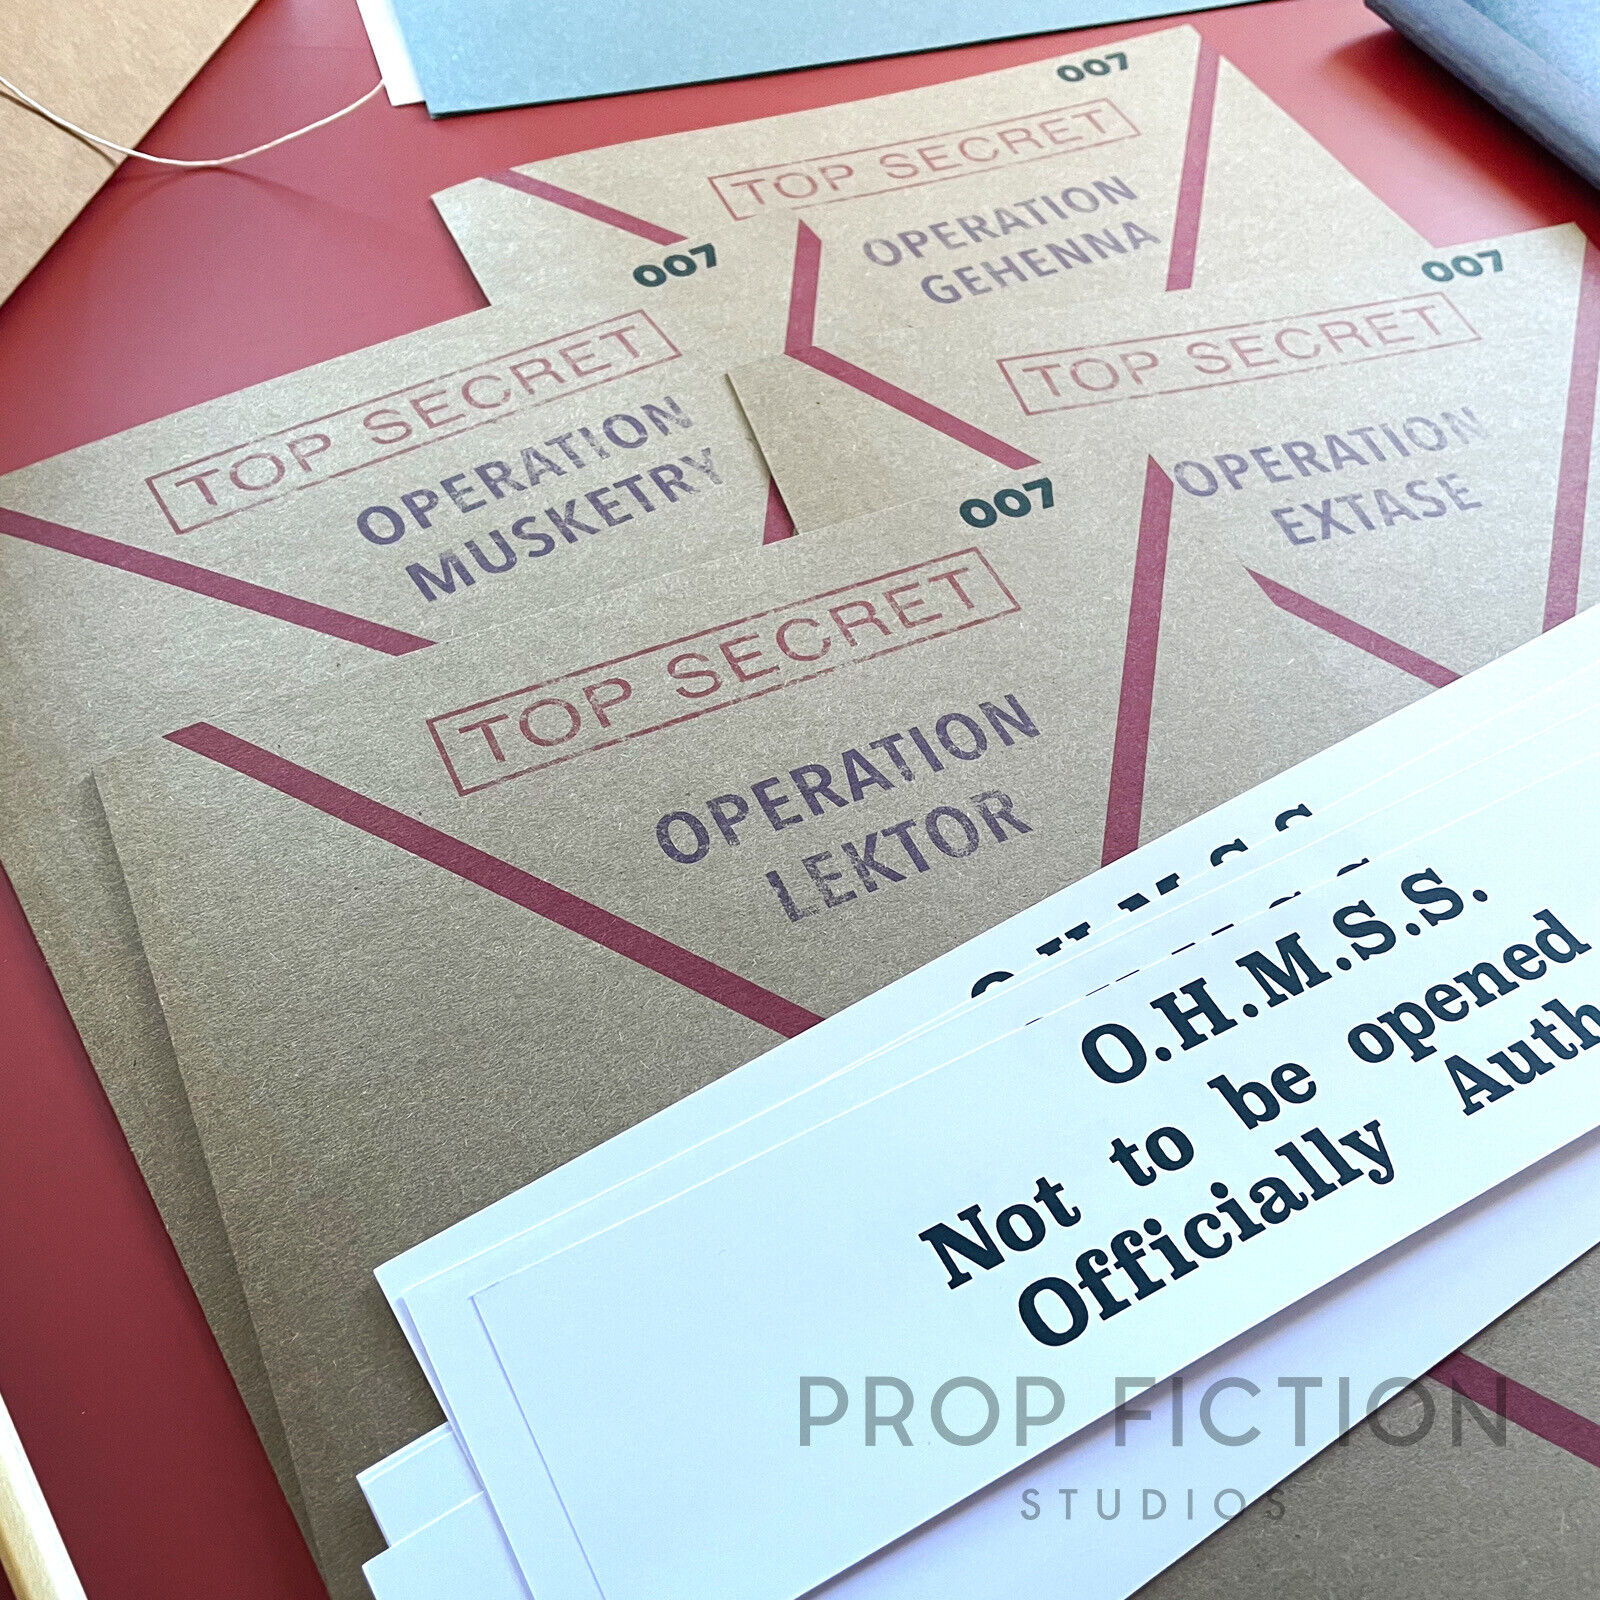 007
TOP SECRET
OPERATION
GEHENNA
007
TOP SECRET
OPERATION
MUSKETRY
007
TOP SECRET
OPERATION
EXTASE
007
TOP SECRET
OPERATION
LEKTOR
O.H.M.S.S.
Not to be opened
Officially Auth
PROP FICTION
STUDIOS